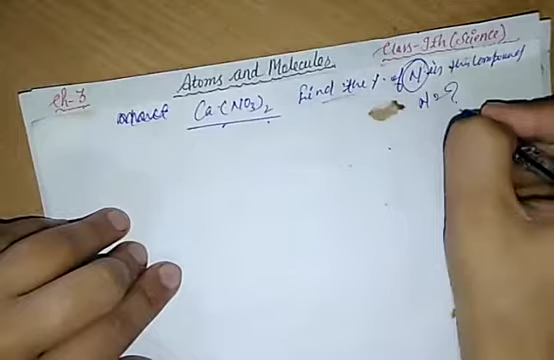 Class-9th (Science)
Atoms and Molecules
Ch-3
Ca(NO3)2 Find the % of N in this compound
N = ?